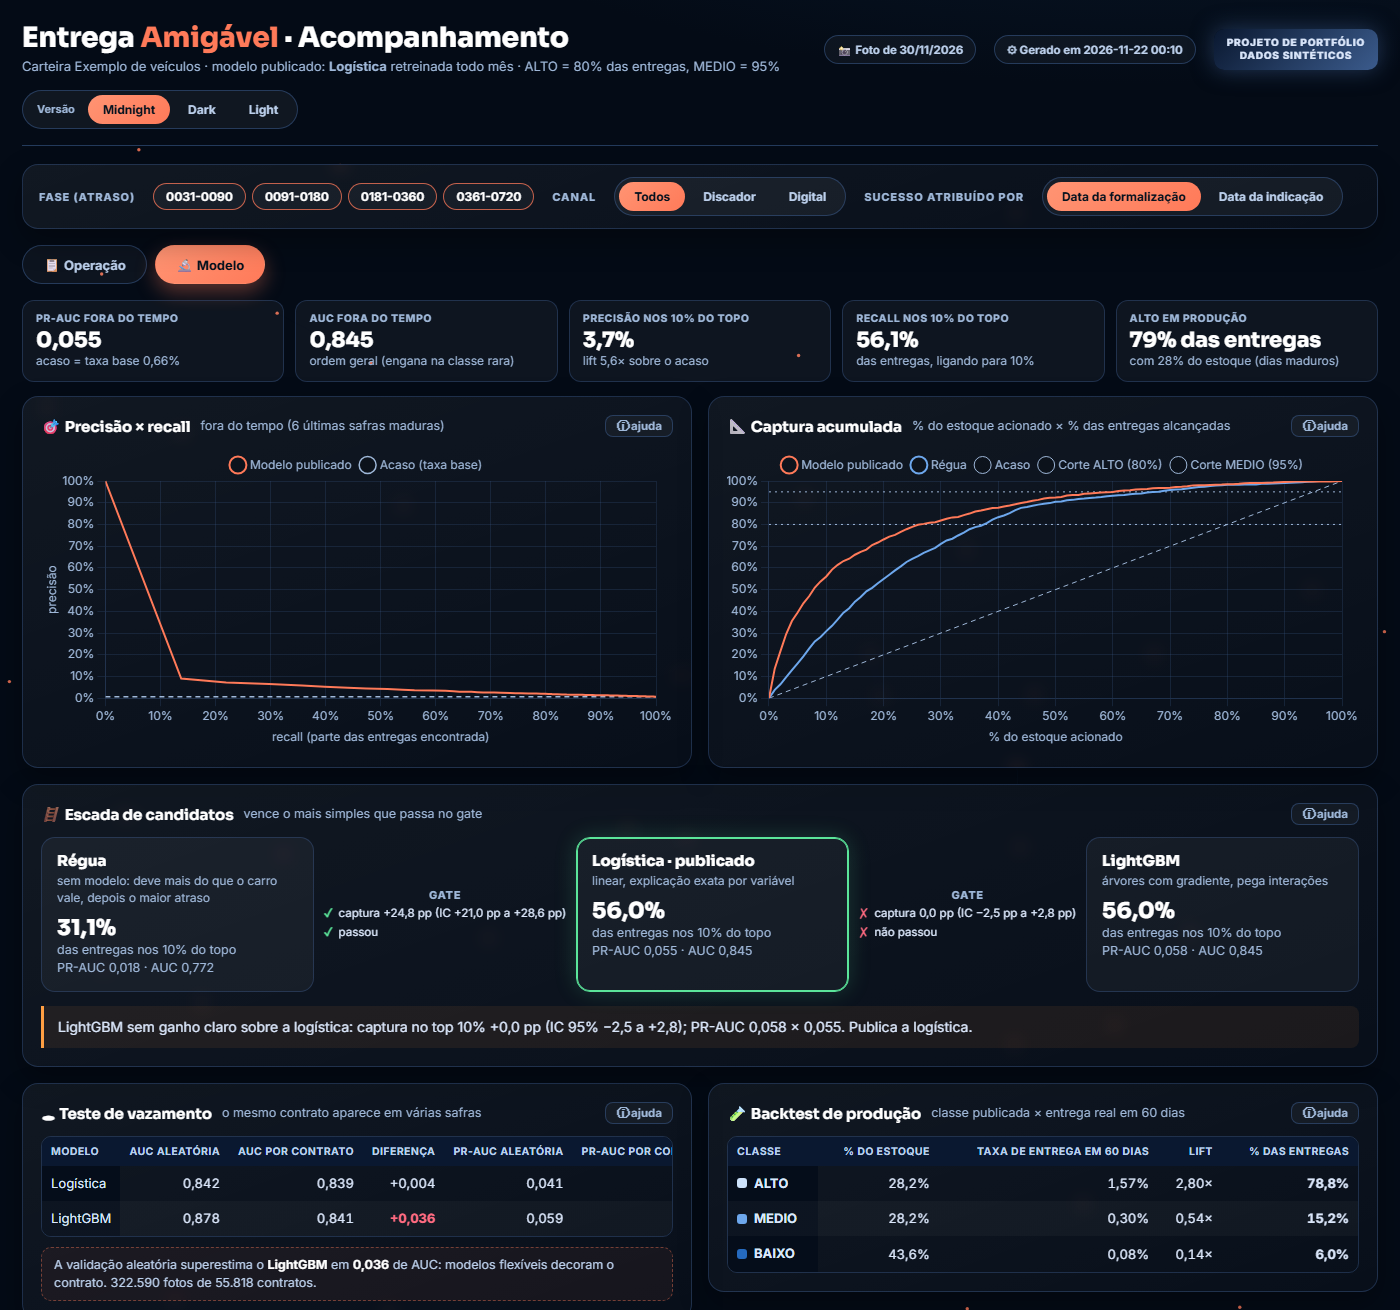 Entrega Amigável · Acompanhamento
Carteira Exemplo de veículos · modelo publicado: Logística retreinada todo mês · ALTO = 80% das entregas, MEDIO = 95%
Foto de 30/11/2026
Gerado em 2026-11-22 00:10
PROJETO DE PORTFÓLIO
DADOS SINTÉTICOS
Versão Midnight Dark Light
FASE (ATRASO) 0031-0090 0091-0180 0181-0360 0361-0720 CANAL Todos Discador Digital SUCESSO ATRIBUÍDO POR Data da formalização Data da indicação
Operação Modelo
PR-AUC FORA DO TEMPO
0,055
acaso = taxa base 0,66%
AUC FORA DO TEMPO
0,845
ordem geral (engana na classe rara)
PRECISÃO NOS 10% DO TOPO
3,7%
lift 5,6× sobre o acaso
RECALL NOS 10% DO TOPO
56,1%
das entregas, ligando para 10%
ALTO EM PRODUÇÃO
79% das entregas
com 28% do estoque (dias maduros)
Precisão × recall fora do tempo (6 últimas safras maduras) ⓘ ajuda
Modelo publicado Acaso (taxa base)
100%
90%
80%
70%
60%
50%
40%
30%
20%
10%
0%
precisão
0% 10% 20% 30% 40% 50% 60% 70% 80% 90% 100%
recall (parte das entregas encontrada)
Captura acumulada % do estoque acionado × % das entregas alcançadas ⓘ ajuda
Modelo publicado Régua Acaso Corte ALTO (80%) Corte MEDIO (95%)
100%
90%
80%
70%
60%
50%
40%
30%
20%
10%
0%
0% 10% 20% 30% 40% 50% 60% 70% 80% 90% 100%
% do estoque acionado
Escada de candidatos vence o mais simples que passa no gate ⓘ ajuda
Régua
sem modelo: deve mais do que o carro
vale, depois o maior atraso
31,1%
das entregas nos 10% do topo
PR-AUC 0,018 · AUC 0,772
GATE
✓ captura +24,8 pp (IC +21,0 pp a +28,6 pp)
✓ passou
Logística · publicado
linear, explicação exata por variável
56,0%
das entregas nos 10% do topo
PR-AUC 0,055 · AUC 0,845
GATE
✗ captura 0,0 pp (IC −2,5 pp a +2,8 pp)
✗ não passou
LightGBM
árvores com gradiente, pega interações
56,0%
das entregas nos 10% do topo
PR-AUC 0,058 · AUC 0,845
LightGBM sem ganho claro sobre a logística: captura no top 10% +0,0 pp (IC 95% −2,5 a +2,8); PR-AUC 0,058 × 0,055. Publica a logística.
Teste de vazamento o mesmo contrato aparece em várias safras ⓘ ajuda
MODELO AUC ALEATÓRIA AUC POR CONTRATO DIFERENÇA PR-AUC ALEATÓRIA PR-AUC POR CO
Logística 0,842 0,839 +0,004 0,041
LightGBM 0,878 0,841 +0,036 0,059
A validação aleatória superestima o LightGBM em 0,036 de AUC: modelos flexíveis decoram o
contrato. 322.590 fotos de 55.818 contratos.
Backtest de produção classe publicada × entrega real em 60 dias ⓘ ajuda
CLASSE % DO ESTOQUE TAXA DE ENTREGA EM 60 DIAS LIFT % DAS ENTREGAS
ALTO 28,2% 1,57% 2,80× 78,8%
MEDIO 28,2% 0,30% 0,54× 15,2%
BAIXO 43,6% 0,08% 0,14× 6,0%